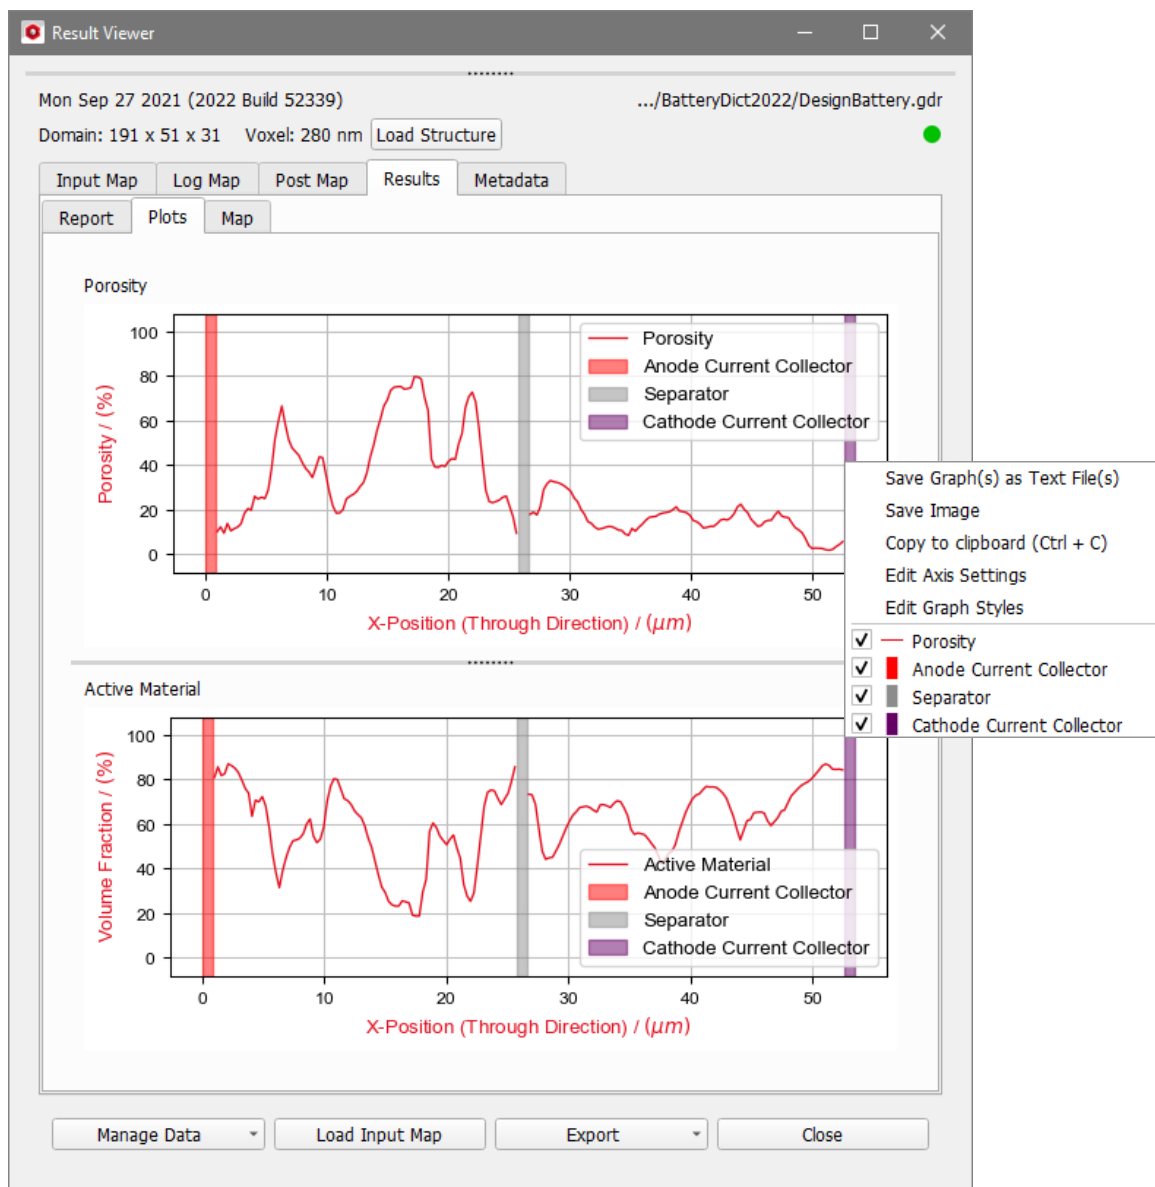 Result Viewer
Mon Sep 27 2021 (2022 Build 52339) .../BatteryDict2022/DesignBattery.gdr
Domain: 191 x 51 x 31 Voxel: 280 nm Load Structure
Input Map Log Map Post Map Results Metadata
Report Plots Map
Porosity
100
80
60
40
20
0
Porosity / (%)
0 10 20 30 40 50
X-Position (Through Direction) / (μm)
Porosity
Anode Current Collector
Separator
Cathode Current Collector
Save Graph(s) as Text File(s)
Save Image
Copy to clipboard (Ctrl + C)
Edit Axis Settings
Edit Graph Styles
Porosity
Anode Current Collector
Separator
Cathode Current Collector
Active Material
100
80
60
40
20
0
Volume Fraction / (%)
0 10 20 30 40 50
X-Position (Through Direction) / (μm)
Active Material
Anode Current Collector
Separator
Cathode Current Collector
Manage Data Load Input Map Export Close